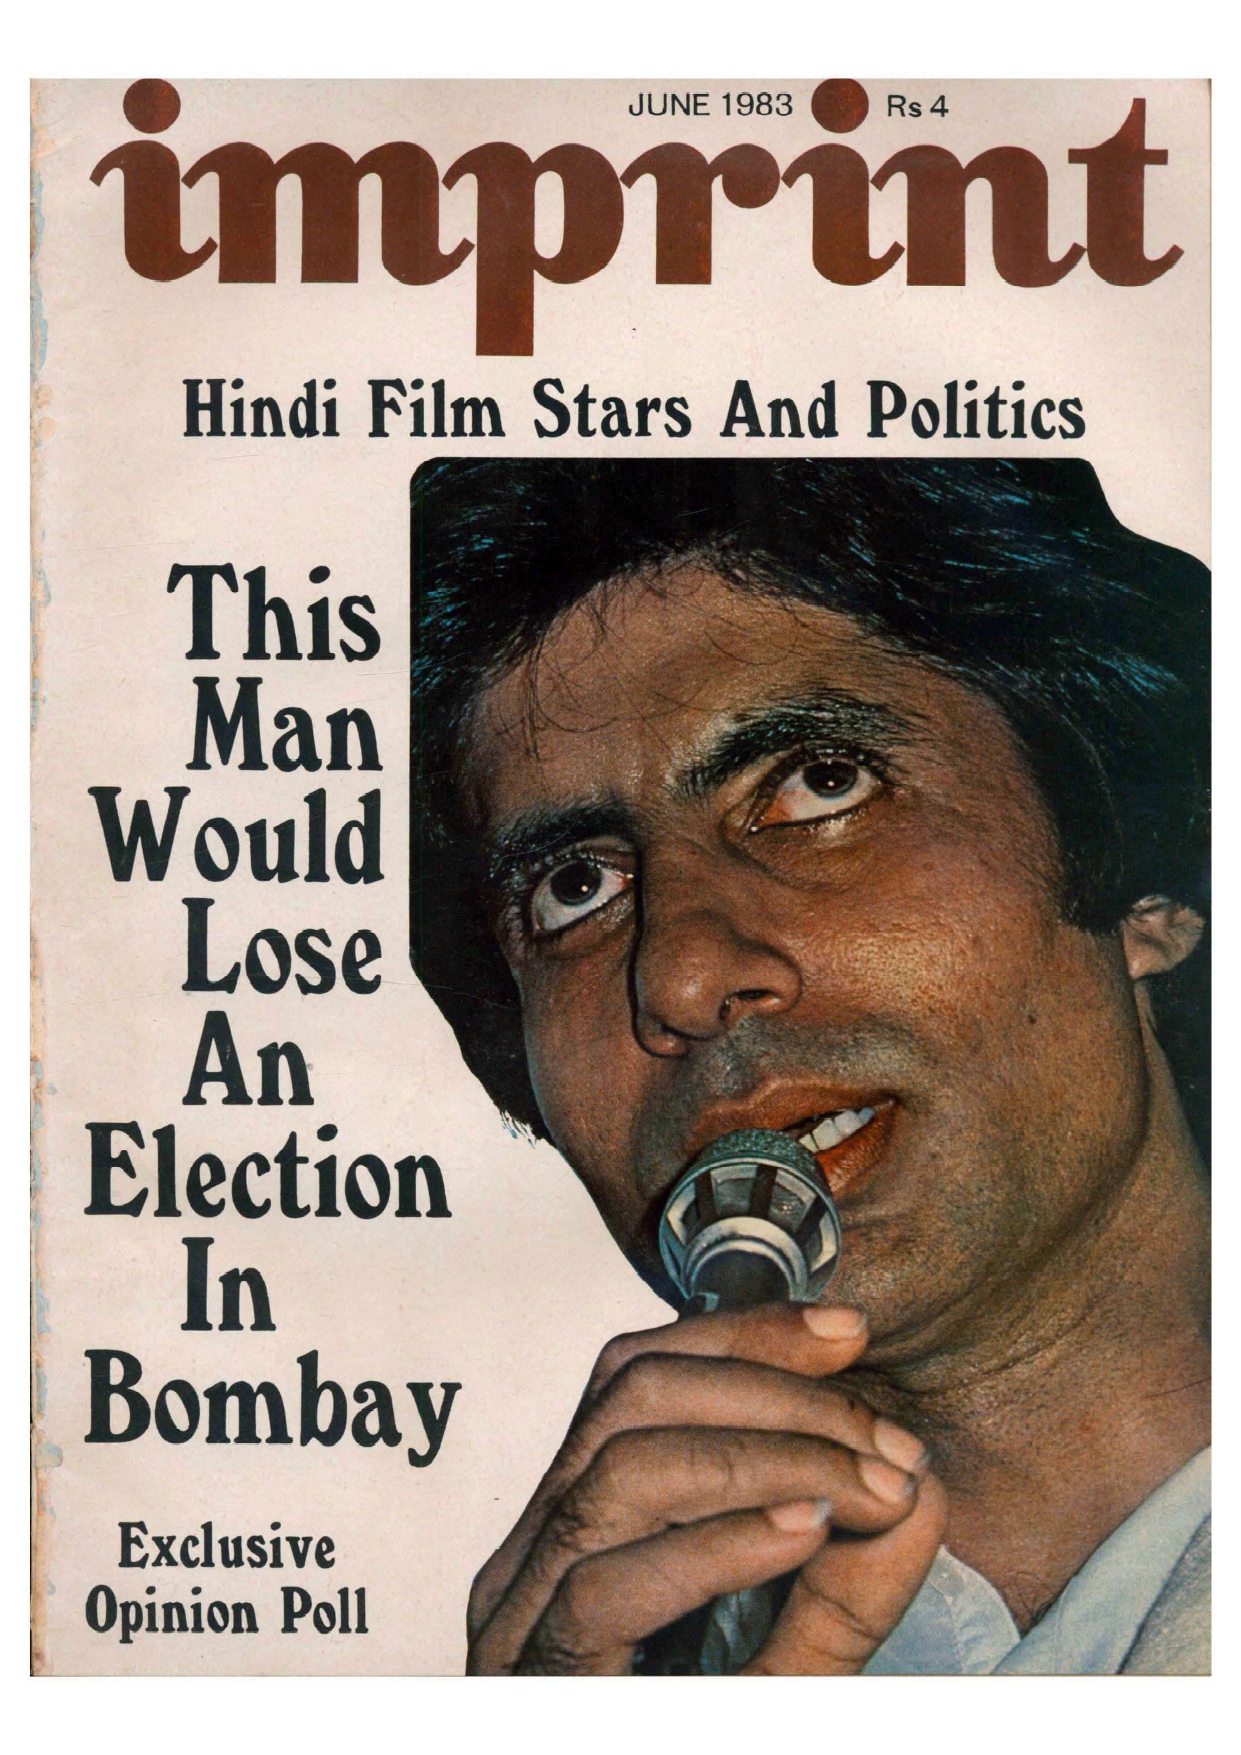 JUNE 1983 Rs 4
imprint
Hindi Film Stars And Politics
This
Man
Would
Lose
An
Election
In
Bombay
Exclusive
Opinion Poll